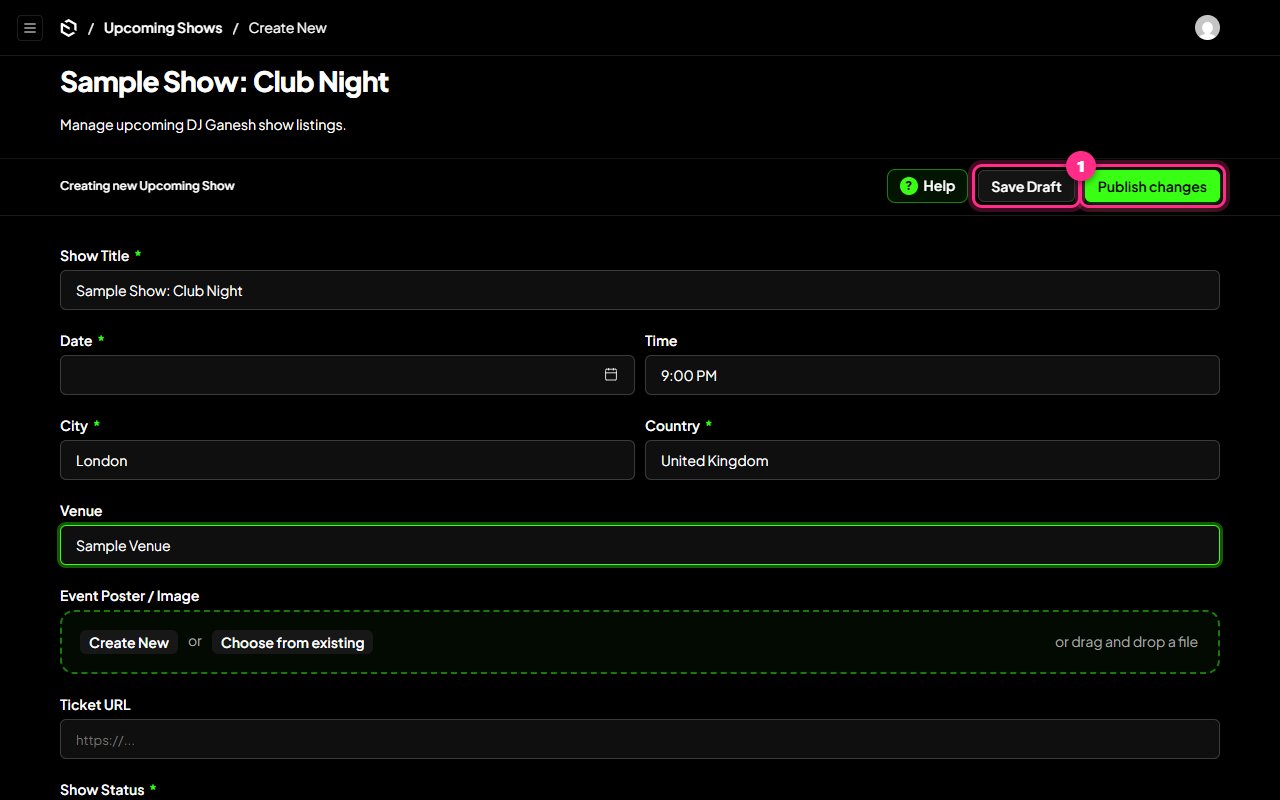 / Upcoming Shows / Create New
Sample Show: Club Night
Manage upcoming DJ Ganesh show listings.
Creating new Upcoming Show
? Help
Save Draft
1
Publish changes
Show Title *
Sample Show: Club Night
Date *
Time
9:00 PM
City *
Country *
London
United Kingdom
Venue
Sample Venue
Event Poster / Image
Create New or Choose from existing
or drag and drop a file
Ticket URL
https://...
Show Status *